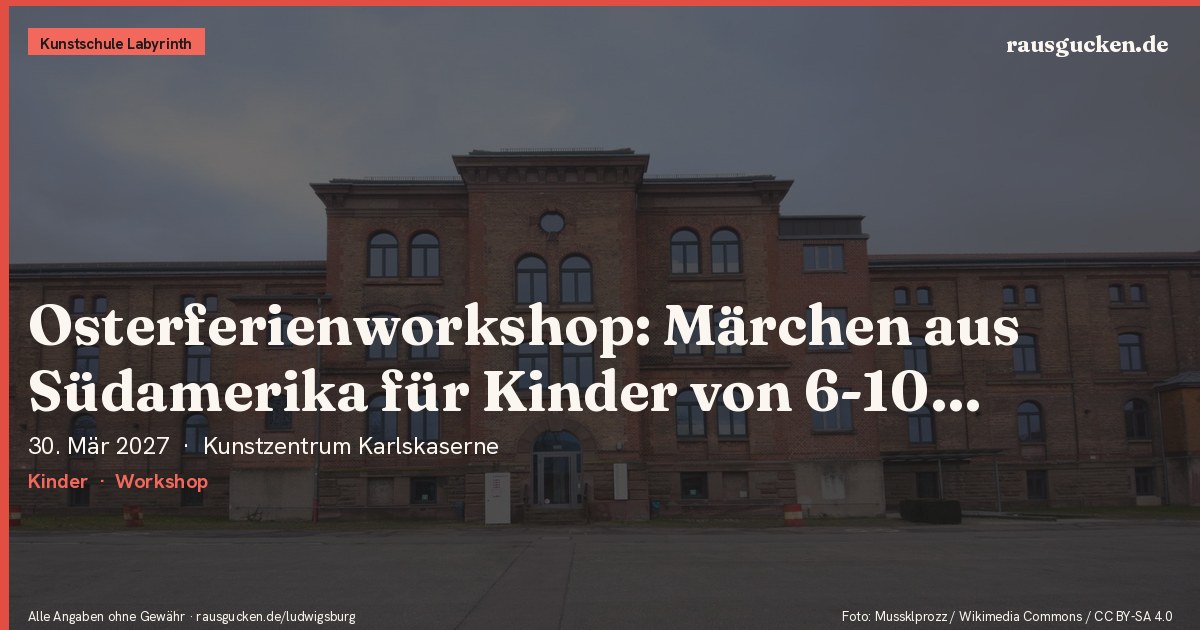 Kunstschule Labyrinth
rausgucken.de
Osterferienworkshop: Märchen aus
Südamerika für Kinder von 6-10...
30. Mär 2027 · Kunstzentrum Karlskaserne
Kinder · Workshop
Alle Angaben ohne Gewähr · rausgucken.de/ludwigsburg
Foto: Mussklprozz / Wikimedia Commons / CC BY-SA 4.0